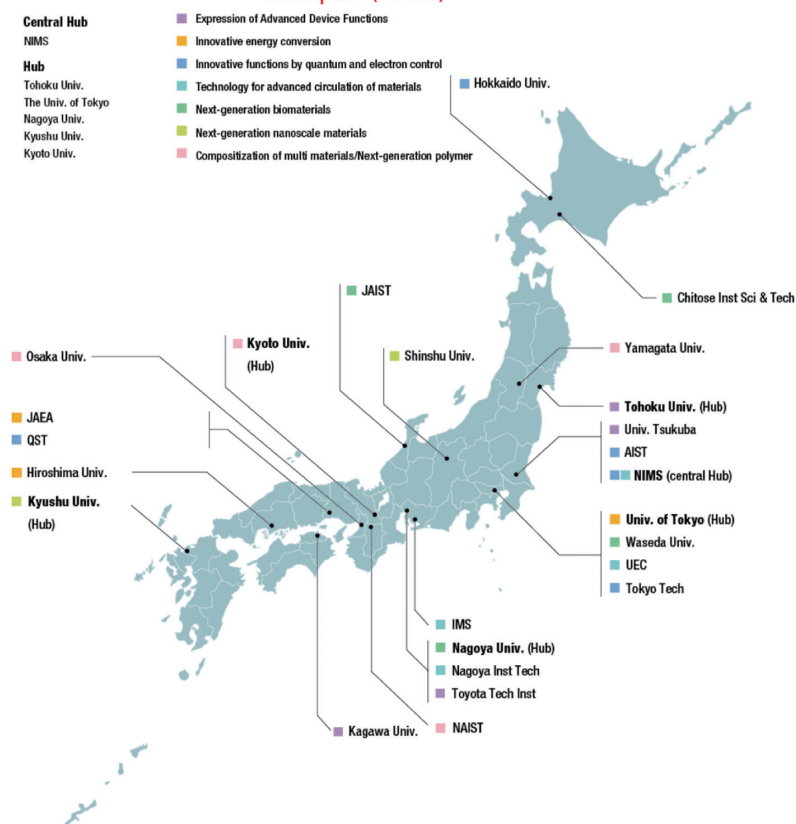 Central Hub
NIMS
Hub
Tohoku Univ.
The Univ. of Tokyo
Nagoya Univ.
Kyushu Univ.
Kyoto Univ.
Expression of Advanced Device Functions
Innovative energy conversion
Innovative functions by quantum and electron control
Technology for advanced circulation of materials
Next-generation biomaterials
Next-generation nanoscale materials
Compositization of multi materials/Next-generation polymer
Hokkaido Univ.
Chitose Inst Sci & Tech
JAIST
Kyoto Univ.
(Hub)
Shinshu Univ.
Yamagata Univ.
Osaka Univ.
Tohoku Univ. (Hub)
Univ. Tsukuba
AIST
NIMS (central Hub)
JAEA
QST
Hiroshima Univ.
Kyushu Univ.
(Hub)
Univ. of Tokyo (Hub)
Waseda Univ.
UEC
Tokyo Tech
IMS
Nagoya Univ. (Hub)
Nagoya Inst Tech
Toyota Tech Inst
NAIST
Kagawa Univ.